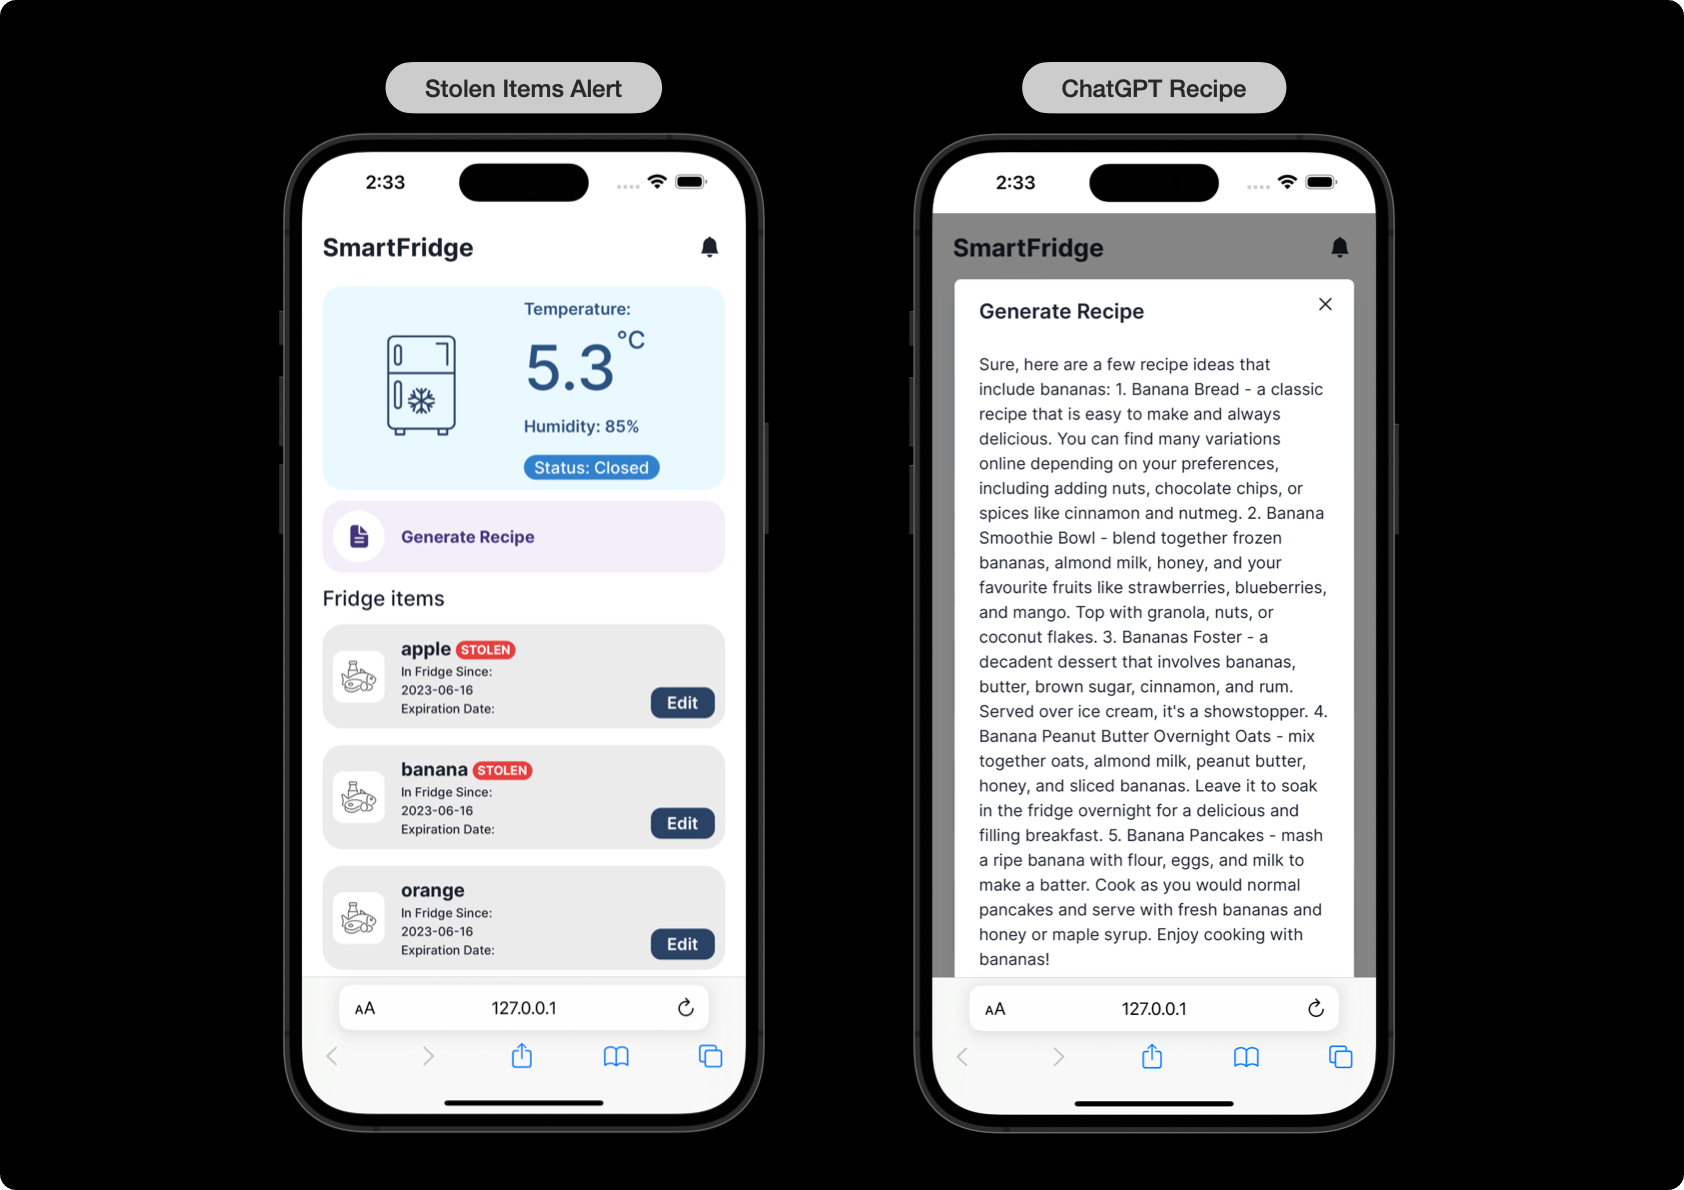 Stolen Items Alert
2:33
SmartFridge
Temperature:
5.3 °C
Humidity: 85%
Status: Closed
Generate Recipe
Fridge items
apple STOLEN
In Fridge Since:
2023-06-16
Expiration Date:
Edit
banana STOLEN
In Fridge Since:
2023-06-16
Expiration Date:
Edit
orange
In Fridge Since:
2023-06-16
Expiration Date:
Edit
AA 127.0.0.1
ChatGPT Recipe
2:33
SmartFridge
Generate Recipe
Sure, here are a few recipe ideas that
include bananas: 1. Banana Bread - a classic
recipe that is easy to make and always
delicious. You can find many variations
online depending on your preferences,
including adding nuts, chocolate chips, or
spices like cinnamon and nutmeg. 2. Banana
Smoothie Bowl - blend together frozen
bananas, almond milk, honey, and your
favourite fruits like strawberries, blueberries,
and mango. Top with granola, nuts, or
coconut flakes. 3. Bananas Foster - a
decadent dessert that involves bananas,
butter, brown sugar, cinnamon, and rum.
Served over ice cream, it's a showstopper. 4.
Banana Peanut Butter Overnight Oats - mix
together oats, almond milk, peanut butter,
honey, and sliced bananas. Leave it to soak
in the fridge overnight for a delicious and
filling breakfast. 5. Banana Pancakes - mash
a ripe banana with flour, eggs, and milk to
make a batter. Cook as you would normal
pancakes and serve with fresh bananas and
honey or maple syrup. Enjoy cooking with
bananas!
AA 127.0.0.1